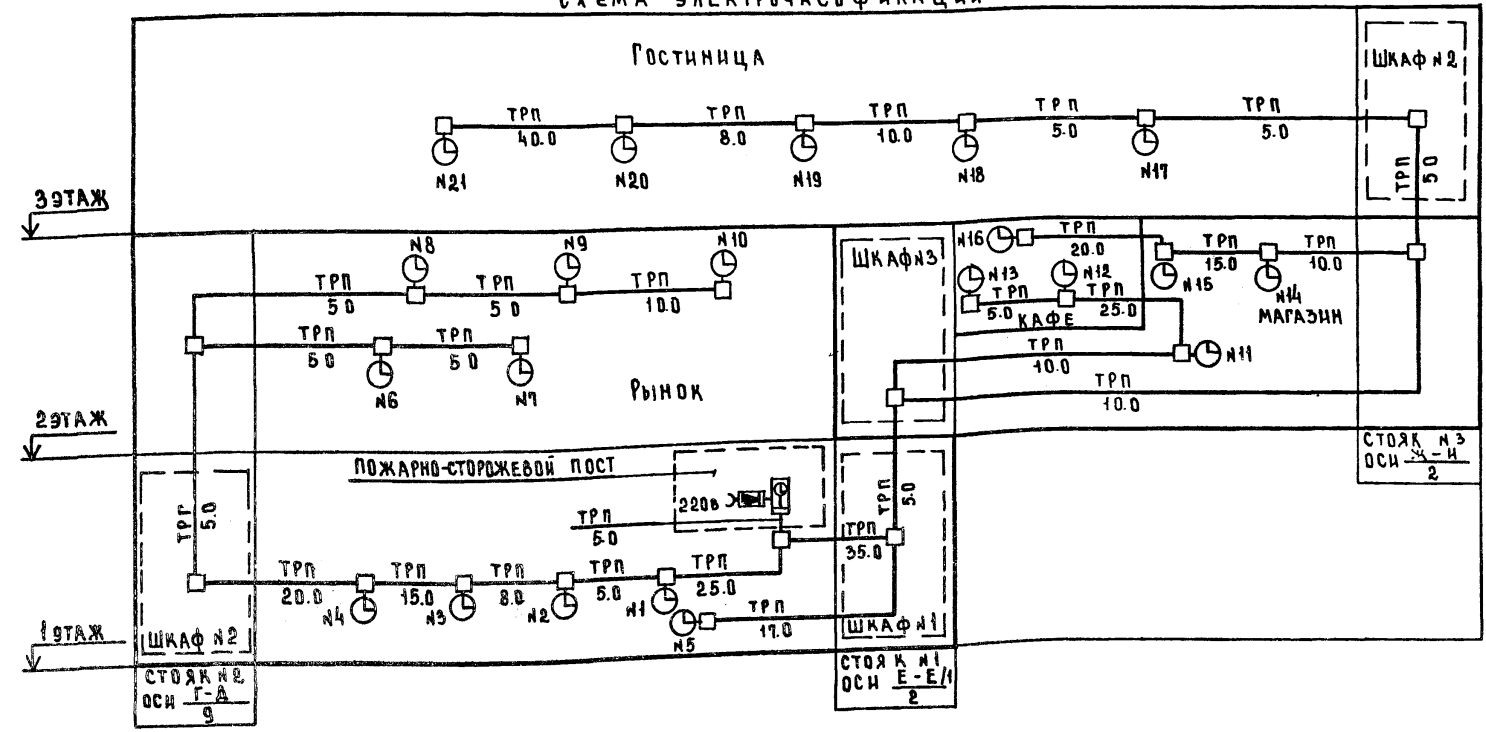 СХЕМА ЭЛЕКТРОЧАСОФИКАЦИИ
ГОСТИНИЦА
ШКАФ N2
ТРП ТРП ТРП ТРП ТРП
40.0 8.0 10.0 5.0 5.0
N21 N20 N19 N18 N17
ТРП
5 0
3 ЭТАЖ
N8 N9 N10
ТРП ТРП ТРП
5 0 5 0 10.0
ТРП ТРП
5 0 5 0
N6 N7
РЫНОК
ШКАФ N3
N16 ТРП ТРП ТРП
20.0 15.0 10.0
N13 N12 N15 N14
ТРП ТРП
5.0 25.0
КАФЕ
МАГАЗИН
ТРП
10.0
N11
ТРП
10.0
2 ЭТАЖ
СТОЯК N3
ОСИ Ж-И
2
ПОЖАРНО-СТОРОЖЕВОЙ ПОСТ
220в
ТРП
5.0
ТРГ
5.0
ТРП
5.0
ТРП
35.0
ТРП ТРП ТРП ТРП ТРП
20.0 15.0 8.0 5.0 25.0
N4 N3 N2 N1
ТРП
17.0
N5
1 ЭТАЖ
ШКАФ N2
ШКАФ N1
СТОЯК N2
ОСИ Г-Д
9
СТОЯК N1
ОСИ Е-Е/1
2